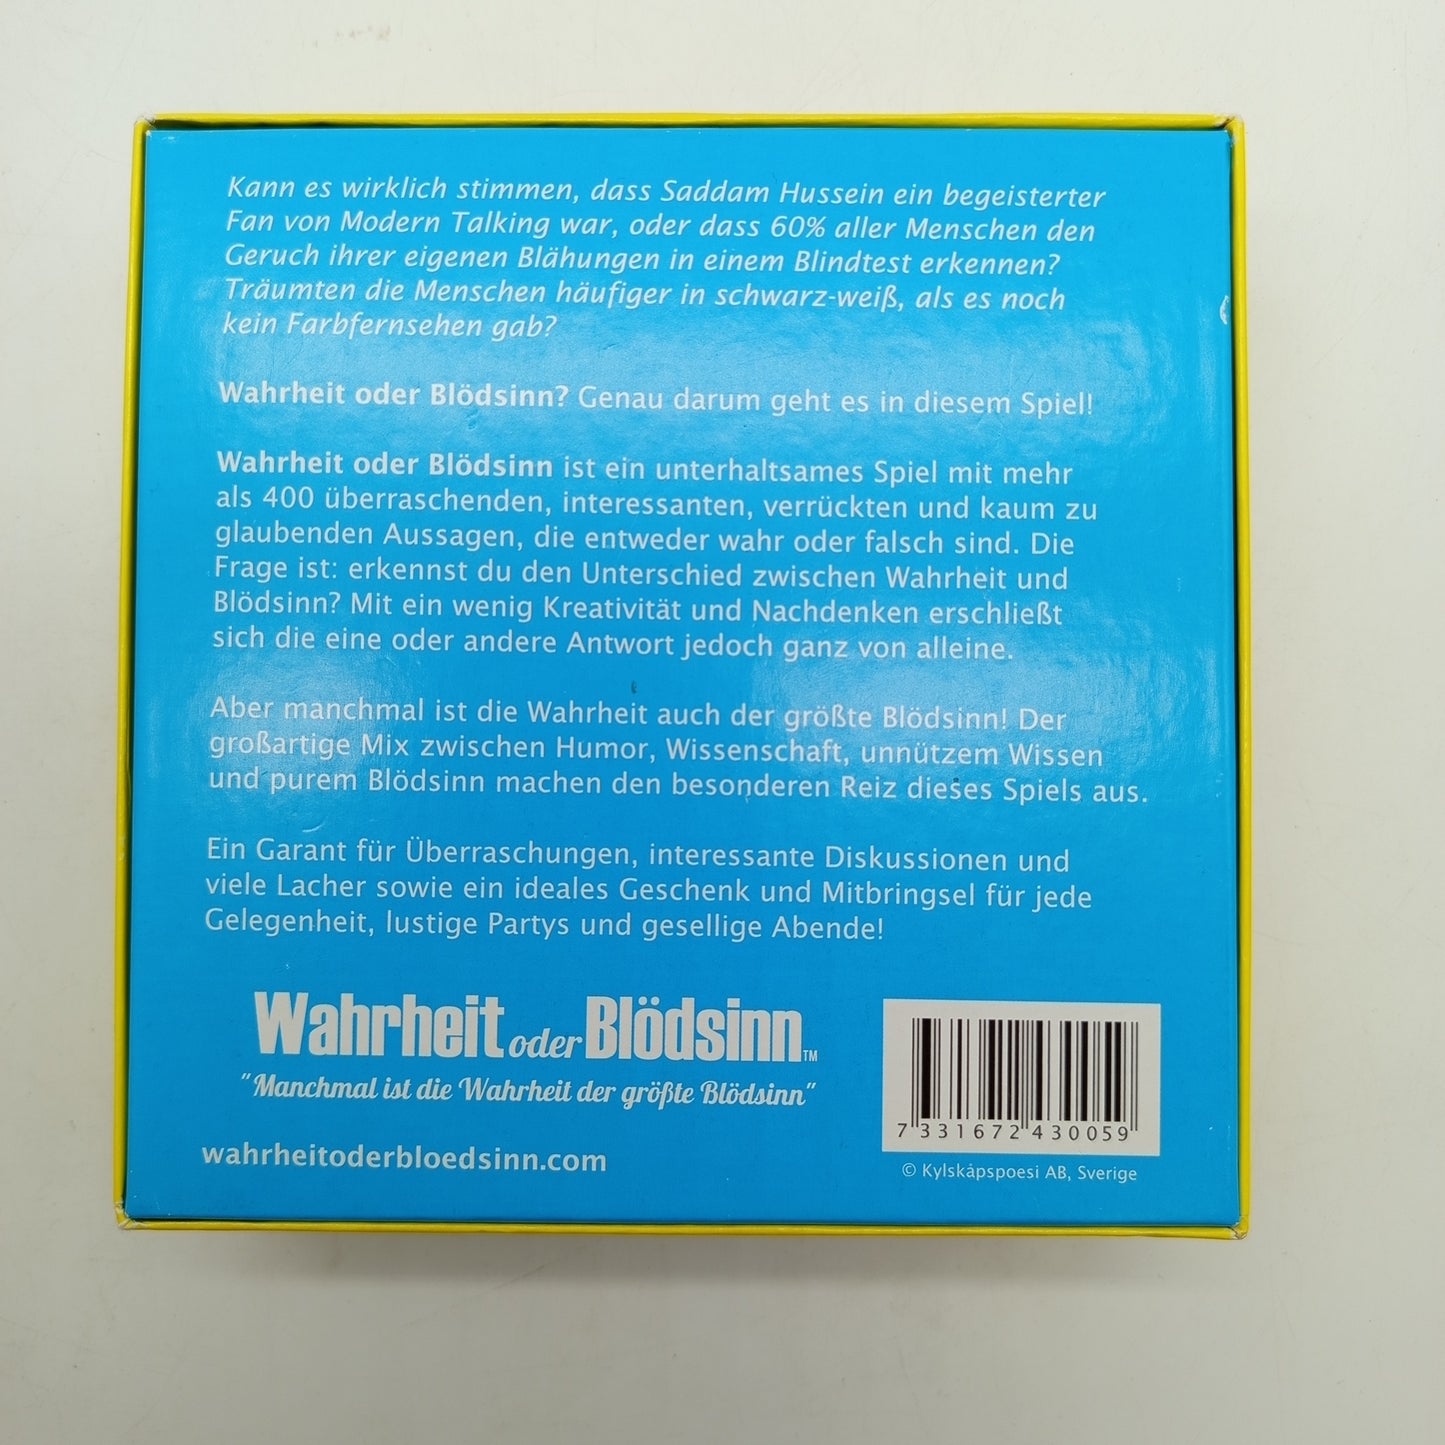 Kann es wirklich stimmen, dass Saddam Hussein ein begeisterter
Fan von Modern Talking war, oder dass 60% aller Menschen den
Geruch ihrer eigenen Blähungen in einem Blindtest erkennen?
Träumten die Menschen häufiger in schwarz-weiß, als es noch
kein Farbfernsehen gab?
Wahrheit oder Blödsinn? Genau darum geht es in diesem Spiel!
Wahrheit oder Blödsinn ist ein unterhaltsames Spiel mit mehr
als 400 überraschenden, interessanten, verrückten und kaum zu
glaubenden Aussagen, die entweder wahr oder falsch sind. Die
Frage ist: erkennst du den Unterschied zwischen Wahrheit und
Blödsinn? Mit ein wenig Kreativität und Nachdenken erschließt
sich die eine oder andere Antwort jedoch ganz von alleine.
Aber manchmal ist die Wahrheit auch der größte Blödsinn! Der
großartige Mix zwischen Humor, Wissenschaft, unnützem Wissen
und purem Blödsinn machen den besonderen Reiz dieses Spiels aus.
Ein Garant für Überraschungen, interessante Diskussionen und
viele Lacher sowie ein ideales Geschenk und Mitbringsel für jede
Gelegenheit, lustige Partys und gesellige Abende!
Wahrheit oder Blödsinn™
"Manchmal ist die Wahrheit der größte Blödsinn"
wahrheitoderbloedsinn.com
7 331672 430059
© Kylskåpspoesi AB, Sverige